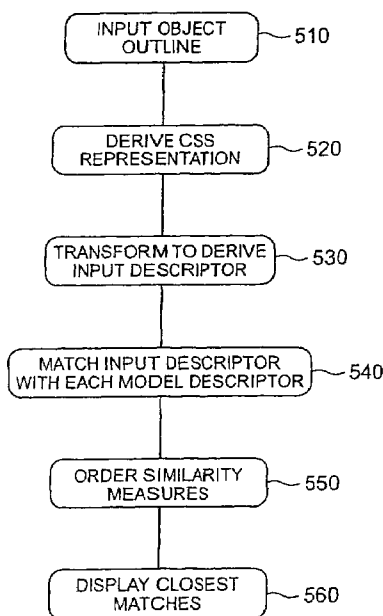 INPUT OBJECT
OUTLINE
510
DERIVE CSS
REPRESENTATION
520
TRANSFORM TO DERIVE
INPUT DESCRIPTOR
530
MATCH INPUT DESCRIPTOR
WITH EACH MODEL DESCRIPTOR
540
ORDER SIMILARITY
MEASURES
550
DISPLAY CLOSEST
MATCHES
560